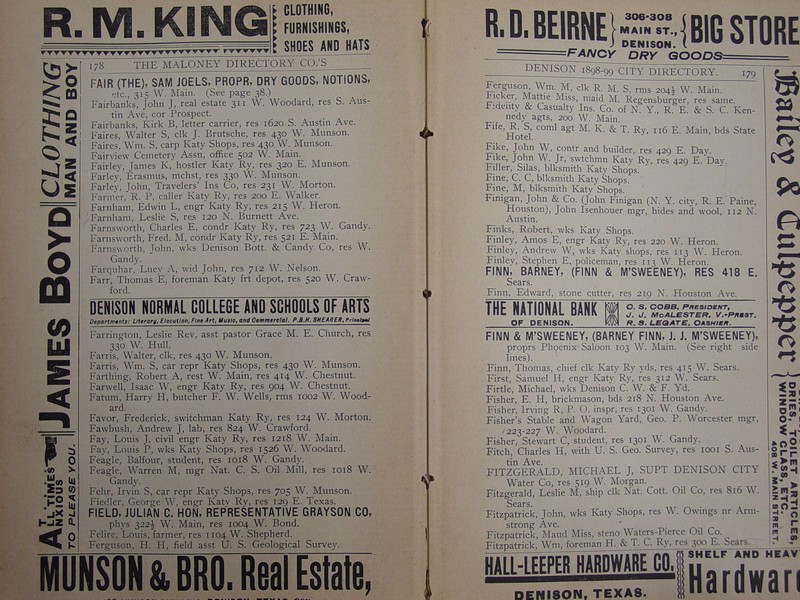 R. M. KING
CLOTHING,
FURNISHINGS,
SHOES AND HATS
178 THE MALONEY DIRECTORY CO.'S
FAIR (THE), SAM JOELS, PROPR, DRY GOODS, NOTIONS,
etc., 315 W. Main. (See page 38.)
Fairbanks, John J, real estate 311 W. Woodard, res S. Aus-
tin Ave, cor Prospect.
Fairbanks, Kirk B, letter carrier, res 1620 S. Austin Ave.
Faires, Walter S, clk J. Brutsche, res 430 W. Munson.
Faires, Wm. S, carp Katy Shops, res 430 W. Munson.
Fairview Cemetery Assn, office 502 W. Main.
Fairley, James K, hostler Katy Ry, res 320 E. Munson.
Farley, Erasmus, mchst, res 330 W. Munson.
Farley, John, Travelers' Ins Co, res 231 W. Morton.
Farmer, R. P, caller Katy Ry, res 200 E. Walker.
Farnham, Edwin L, engr Katy Ry, res 215 W. Heron.
Farnham, Leslie S, res 120 N. Burnett Ave.
Farnsworth, Charles E, condr Katy Ry, res 723 W. Gandy.
Farnsworth, Fred. M, condr Katy Ry, res 521 E. Main.
Farnsworth, John, wks Denison Bott. & Candy Co, res W.
Gandy.
Farquhar, Lucy A, wid John, res 712 W. Nelson.
Farr, Thomas E, foreman Katy frt depot, res 520 W. Craw-
ford.
DENISON NORMAL COLLEGE AND SCHOOLS OF ARTS
Departments: Literary, Elocution, Fine Art, Music, and Commercial. P.B.H. SHEARER, Principal
Farrington, Leslie Rev, asst pastor Grace M. E. Church, res
330 W. Hull.
Farris, Walter, clk, res 430 W. Munson.
Farris, Wm. S, car repr Katy Shops, res 430 W. Munson.
Farthing, Robert A, rest W. Main, res 414 W. Chestnut.
Farwell, Isaac W, engr Katy Ry, res 904 W. Chestnut.
Fatum, Harry H, butcher F. W. Wells, rms 1002 W. Wood-
ard.
Favor, Frederick, switchman Katy Ry, res 124 W. Morton.
Fawbush, Andrew J, lab, res 824 W. Crawford.
Fay, Louis J, civil engr Katy Ry, res 1218 W. Main.
Fay, Louis P, wks Katy Shops, res 1526 W. Woodard.
Feagle, Balfour, student, res 1018 W. Gandy.
Feagle, Warren M, mgr Nat. C. S. Oil Mill, res 1018 W.
Gandy.
Fehr, Irvin S, car repr Katy Shops, res 705 W. Munson.
Fiedler, George W, engr Katy Ry, res 129 E. Texas.
FIELD, JULIAN C. HON, REPRESENTATIVE GRAYSON CO,
phys 322½ W. Main, res 1004 W. Bond.
Felire, Louis, farmer, res 1104 W. Shepherd.
Ferguson, H. H, field asst U. S. Geological Survey.
MUNSON & BRO. Real Estate,
JAMES BOYD
CLOTHING
MAN AND BOY
AT ALL TIMES
ANXIOUS
TO PLEASE YOU.
R. D. BEIRNE
306-308
MAIN ST.,
DENISON.
BIG STORE
FANCY DRY GOODS
DENISON 1898-99 CITY DIRECTORY. 179
Ferguson, Wm. M, clk R. M. S, rms 204½ W. Main.
Ficker, Mattie Miss, maid M. Regensburger, res same.
Fidelity & Casualty Ins. Co. of N. Y., R. E. & S. C. Ken-
nedy agts, 200 W. Main.
Fife, R. S, coml agt M. K. & T. Ry, 116 E. Main, bds State
Hotel.
Fike, John W, contr and builder, res 429 E. Day.
Fike, John W. Jr, swtchmn Katy Ry, res 429 E. Day.
Filler, Silas, blksmith Katy Shops.
Fine, C. C, blksmith Katy Shops.
Fine, M, blksmith Katy Shops.
Finigan, John & Co. (John Finigan (N. Y. city, R. E. Paine,
Houston), John Isenhouer mgr, hides and wool, 112 N.
Austin.
Finks, Robert, wks Katy Shops.
Finley, Amos E, engr Katy Ry, res 220 W. Heron.
Finley, Andrew W, wks Katy shops, res 113 W. Heron.
Finley, Stephen E, policeman, res 113 W. Heron.
FINN, BARNEY, (FINN & M'SWEENEY), RES 418 E.
Sears.
Finn, Edward, stone cutter, res 219 N. Houston Ave.
THE NATIONAL BANK
OF DENISON.
O. S. COBB, PRESIDENT,
J. J. McALESTER, V.-PREST.
R. S. LEGATE, CASHIER.
FINN & M'SWEENEY, (BARNEY FINN, J. J. M'SWEENEY),
proprs Phoenix Saloon 103 W. Main. (See right side
lines).
Finn, Thomas, chief clk Katy Ry yds, res 415 W. Sears.
First, Samuel H, engr Katy Ry, res 312 W. Sears.
Firtle, Michael, wks Denison C. W. & F. Yd.
Fisher, E. H, brickmason, bds 218 N. Houston Ave.
Fisher, Irving R, P. O. inspr, res 1301 W. Gandy.
Fisher's Stable and Wagon Yard, Geo. P. Worcester mgr,
223-227 W. Woodard.
Fisher, Stewart C, student, res 1301 W. Gandy.
Fitch, Charles H, with U. S. Geo. Survey, res 1001 S. Aus-
tin Ave.
FITZGERALD, MICHAEL J, SUPT DENISON CITY
Water Co, res 519 W. Morgan.
Fitzgerald, Leslie M, ship clk Nat. Cott. Oil Co, res 816 W.
Sears.
Fitzpatrick, John, wks Katy Shops, res W. Owings nr Arm-
strong Ave.
Fitzpatrick, Maud Miss, steno Waters-Pierce Oil Co.
Fitzpatrick, Wm, foreman H. & T. C. Ry, res 300 E. Sears.
HALL-LEEPER HARDWARE CO.
DENISON, TEXAS.
SHELF AND HEAVY
Hardware
Bailey & Culpepper
DRIES, TOILET ARTICLES,
WINDOW GLASS, ETC.
408 W. MAIN STREET.